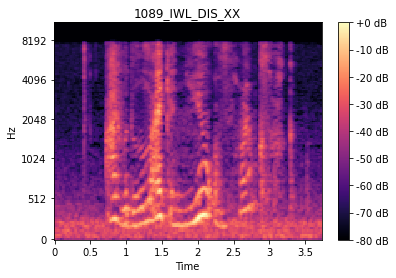 1089_IWL_DIS_XX
+0 dB
8192
-10 dB
4096
-20 dB
-30 dB
2048
Hz
-40 dB
1024
-50 dB
512
-60 dB
-70 dB
0
-80 dB
0 0.5 1 1.5 2 2.5 3 3.5
Time